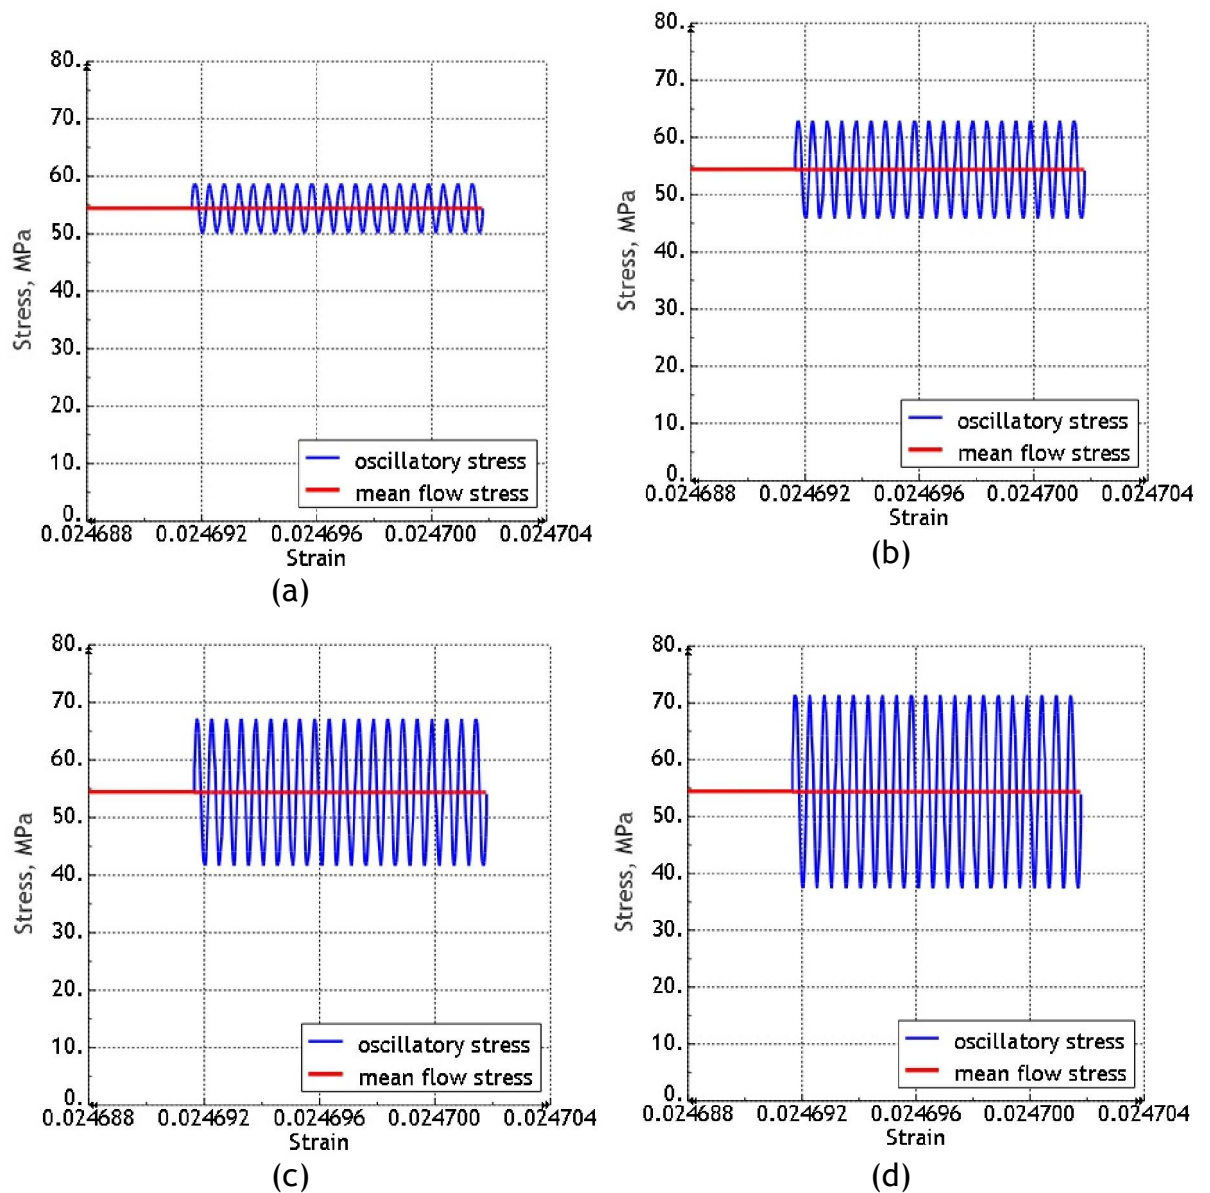 80.
70.
60.
50.
40.
30.
20.
10.
0.
Stress, MPa
oscillatory stress
mean flow stress
0.024688 0.024692 0.024696 0.024700 0.024704
Strain
(a)
80.
70.
60.
50.
40.
30.
20.
10.
0.
Stress, MPa
oscillatory stress
mean flow stress
0.024688 0.024692 0.024696 0.024700 0.024704
Strain
(b)
80.
70.
60.
50.
40.
30.
20.
10.
0.
Stress, MPa
oscillatory stress
mean flow stress
0.024688 0.024692 0.024696 0.024700 0.024704
Strain
(c)
80.
70.
60.
50.
40.
30.
20.
10.
0.
Stress, MPa
oscillatory stress
mean flow stress
0.024688 0.024692 0.024696 0.024700 0.024704
Strain
(d)